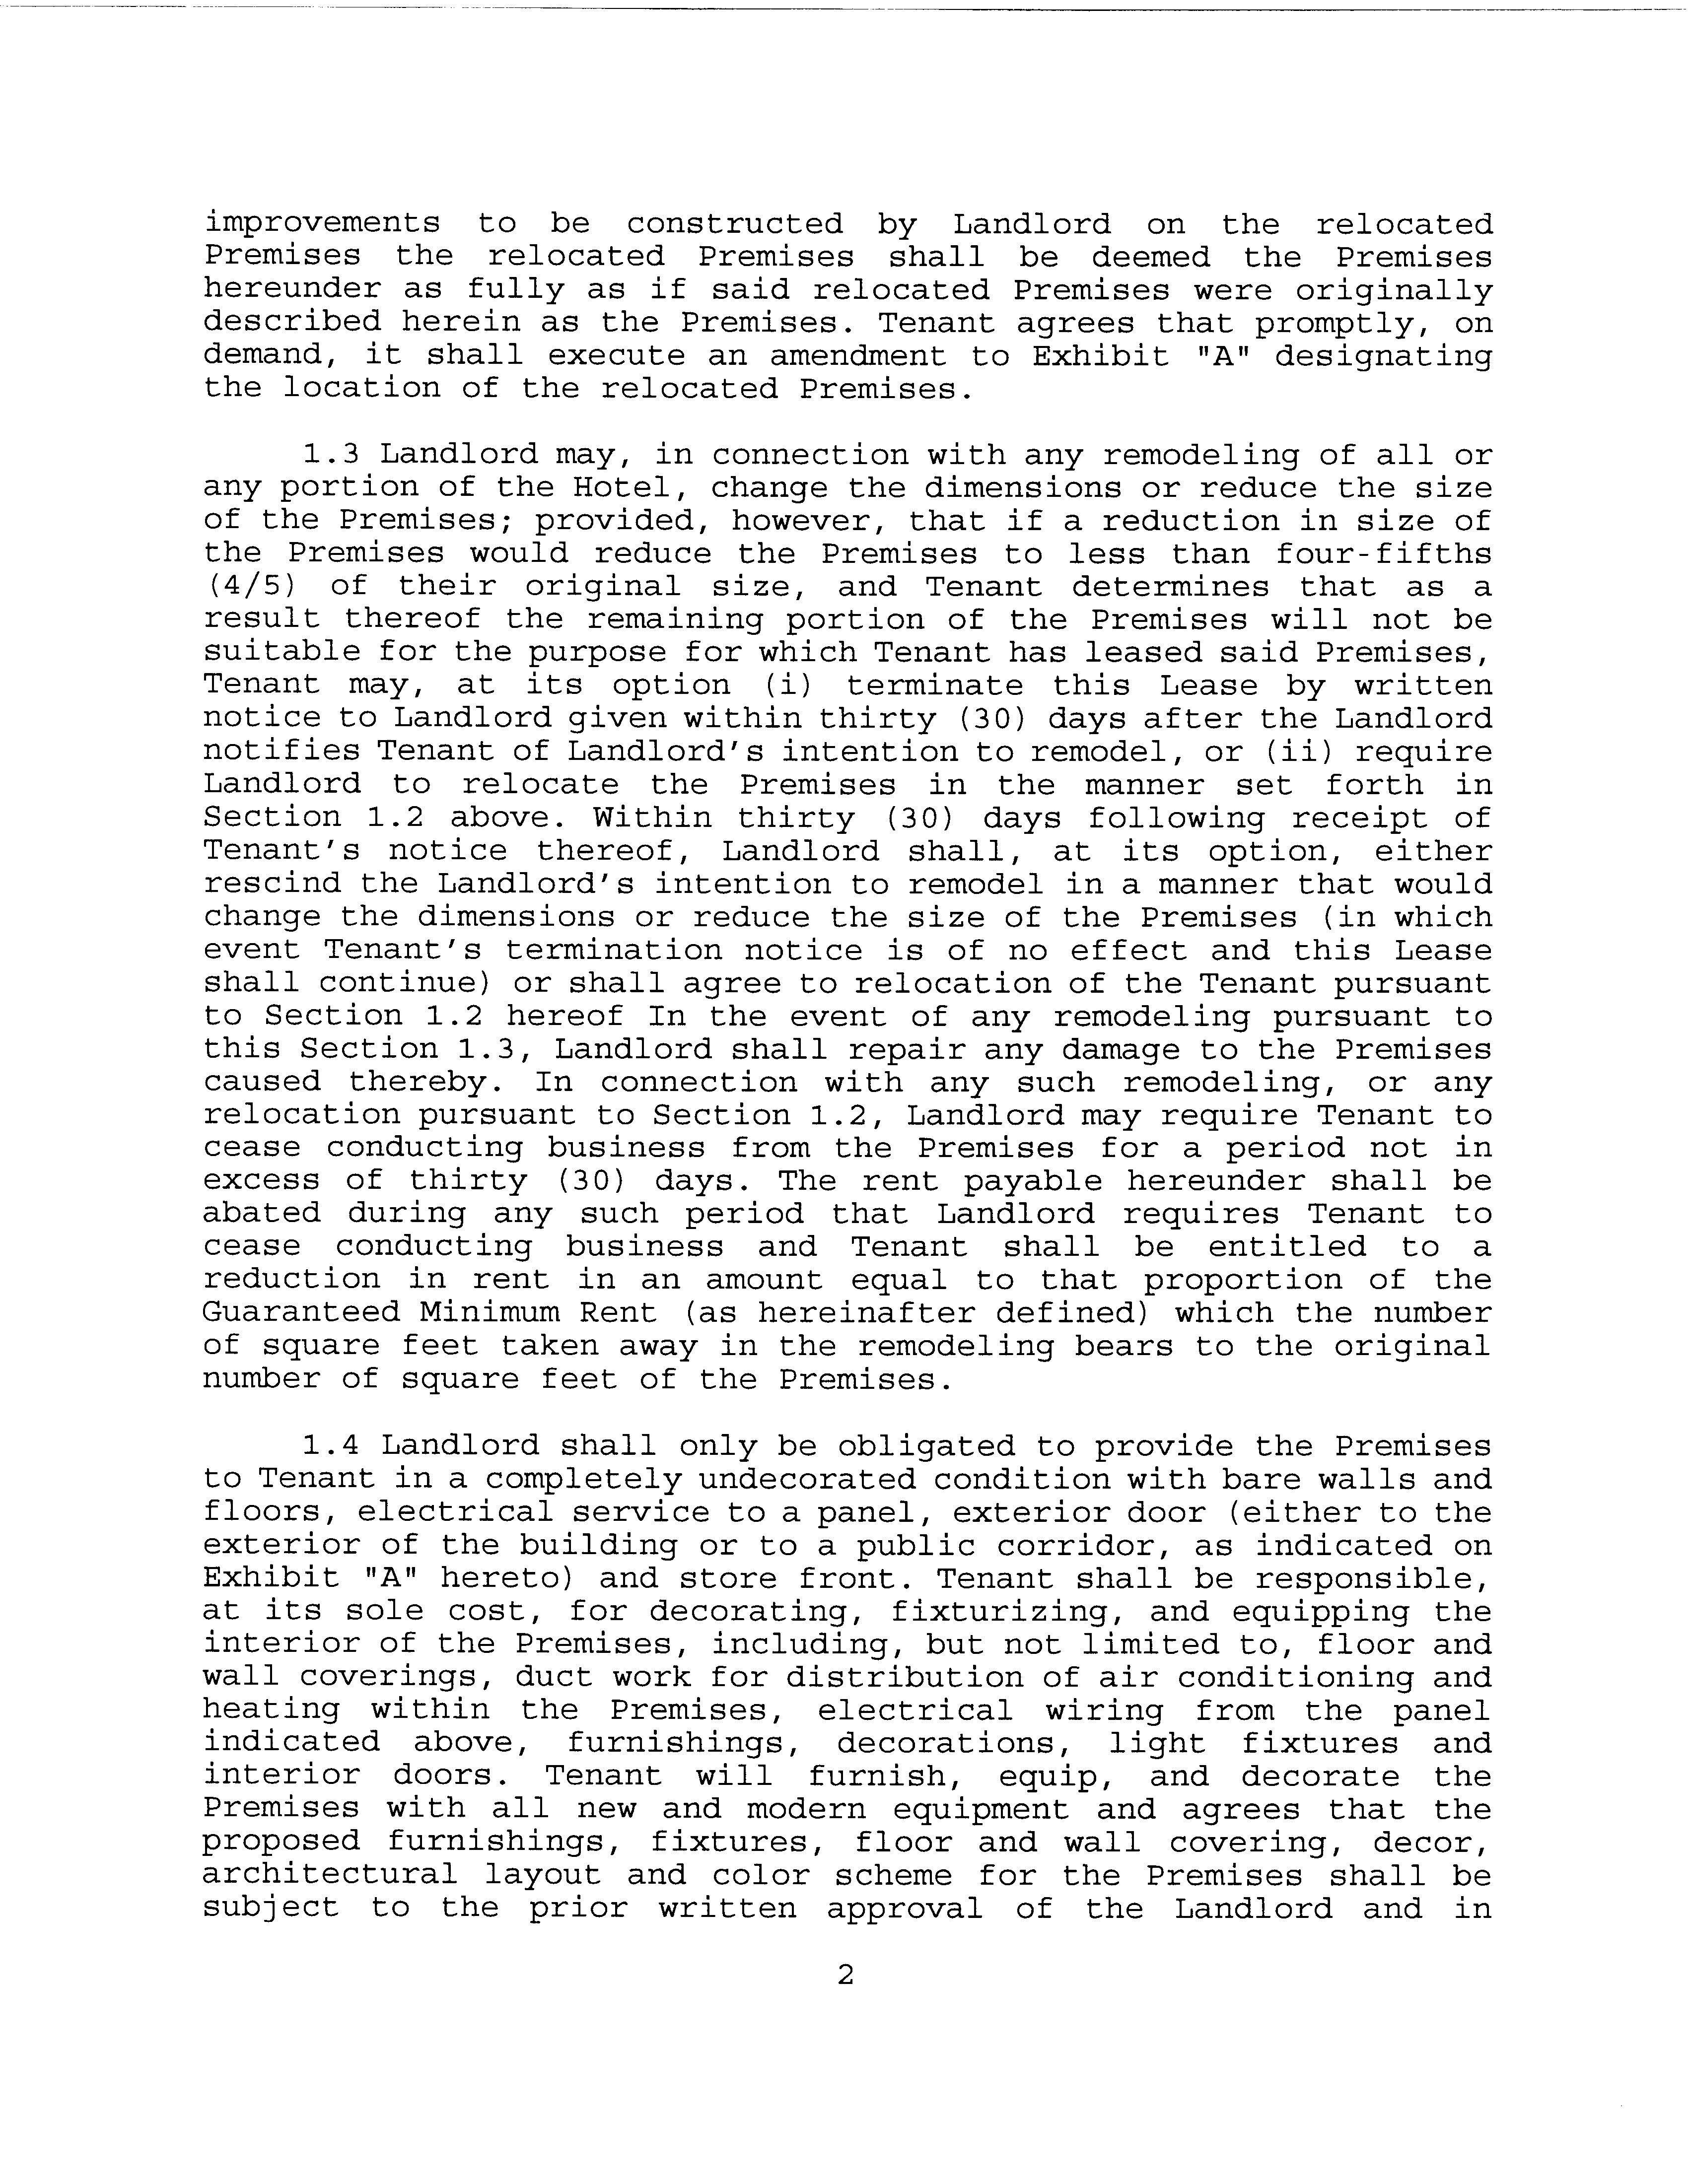 improvements to be constructed by Landlord on the relocated
Premises the relocated Premises shall be deemed the Premises
hereunder as fully as if said relocated Premises were originally
described herein as the Premises. Tenant agrees that promptly, on
demand, it shall execute an amendment to Exhibit "A" designating
the location of the relocated Premises.
1.3 Landlord may, in connection with any remodeling of all or
any portion of the Hotel, change the dimensions or reduce the size
of the Premises; provided, however, that if a reduction in size of
the Premises would reduce the Premises to less than four-fifths
(4/5) of their original size, and Tenant determines that as a
result thereof the remaining portion of the Premises will not be
suitable for the purpose for which Tenant has leased said Premises,
Tenant may, at its option (i) terminate this Lease by written
notice to Landlord given within thirty (30) days after the Landlord
notifies Tenant of Landlord's intention to remodel, or (ii) require
Landlord to relocate the Premises in the manner set forth in
Section 1.2 above. Within thirty (30) days following receipt of
Tenant's notice thereof, Landlord shall, at its option, either
rescind the Landlord's intention to remodel in a manner that would
change the dimensions or reduce the size of the Premises (in which
event Tenant's termination notice is of no effect and this Lease
shall continue) or shall agree to relocation of the Tenant pursuant
to Section 1.2 hereof In the event of any remodeling pursuant to
this Section 1.3, Landlord shall repair any damage to the Premises
caused thereby. In connection with any such remodeling, or any
relocation pursuant to Section 1.2, Landlord may require Tenant to
cease conducting business from the Premises for a period not in
excess of thirty (30) days. The rent payable hereunder shall be
abated during any such period that Landlord requires Tenant to
cease conducting business and Tenant shall be entitled to a
reduction in rent in an amount equal to that proportion of the
Guaranteed Minimum Rent (as hereinafter defined) which the number
of square feet taken away in the remodeling bears to the original
number of square feet of the Premises.
1.4 Landlord shall only be obligated to provide the Premises
to Tenant in a completely undecorated condition with bare walls and
floors, electrical service to a panel, exterior door (either to the
exterior of the building or to a public corridor, as indicated on
Exhibit "A" hereto) and store front. Tenant shall be responsible,
at its sole cost, for decorating, fixturizing, and equipping the
interior of the Premises, including, but not limited to, floor and
wall coverings, duct work for distribution of air conditioning and
heating within the Premises, electrical wiring from the panel
indicated above, furnishings, decorations, light fixtures and
interior doors. Tenant will furnish, equip, and decorate the
Premises with all new and modern equipment and agrees that the
proposed furnishings, fixtures, floor and wall covering, decor,
architectural layout and color scheme for the Premises shall be
subject to the prior written approval of the Landlord and in
2